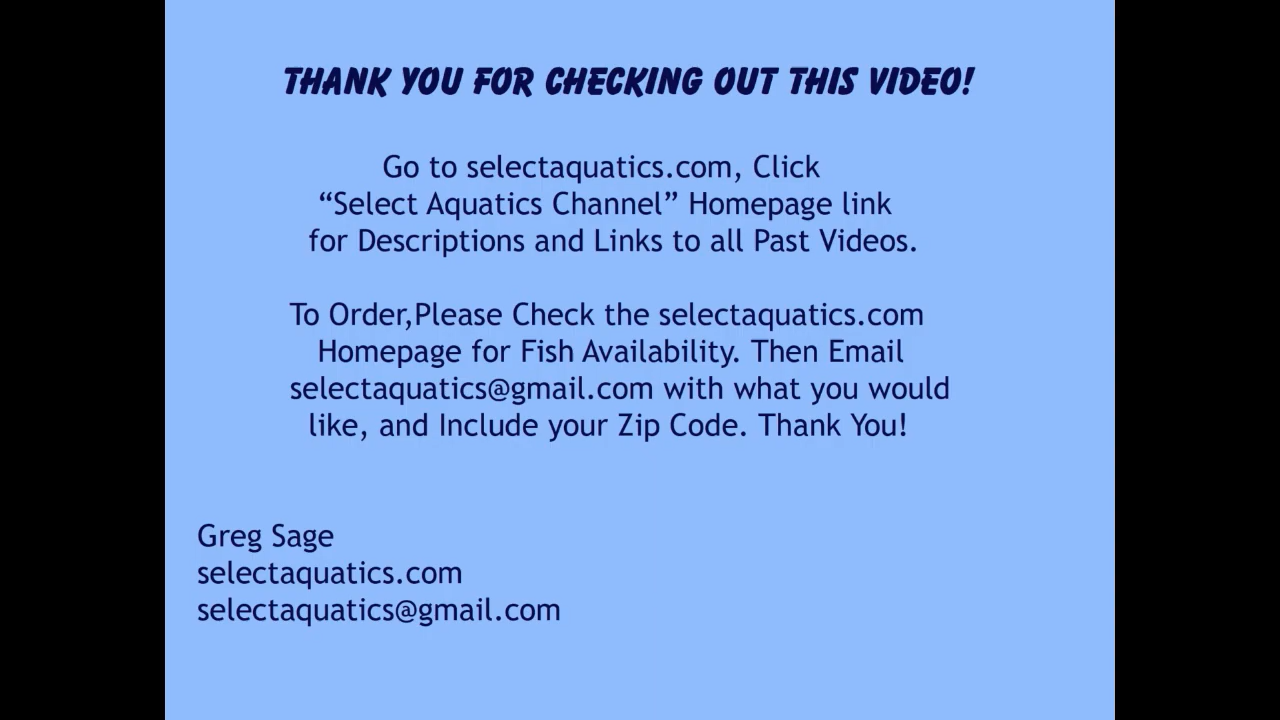 THANK YOU FOR CHECKING OUT THIS VIDEO!
Go to selectaquatics.com, Click
“Select Aquatics Channel” Homepage link
for Descriptions and Links to all Past Videos.
To Order,Please Check the selectaquatics.com
Homepage for Fish Availability. Then Email
selectaquatics@gmail.com with what you would
like, and Include your Zip Code. Thank You!
Greg Sage
selectaquatics.com
selectaquatics@gmail.com